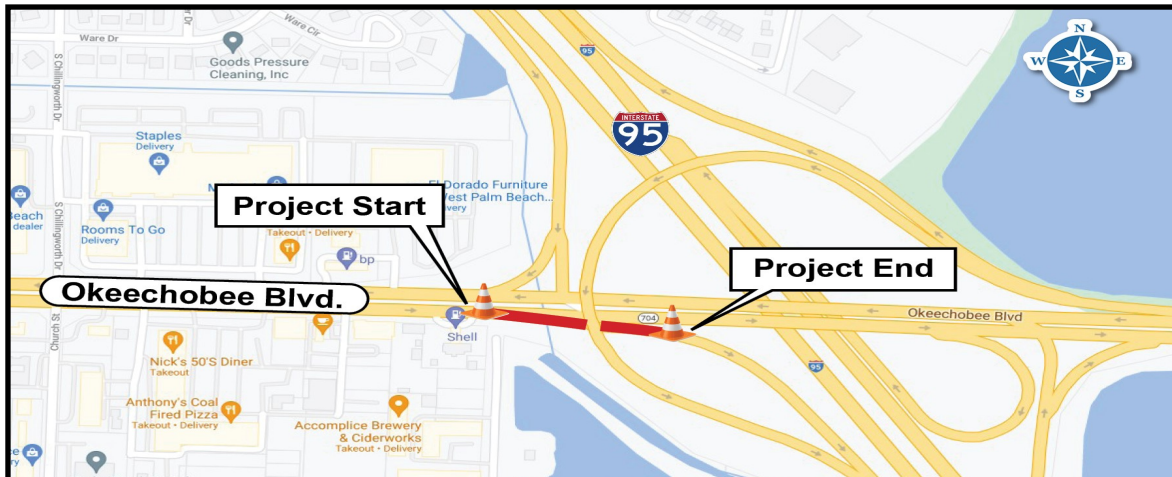 Ware Dr
Ware Cir
Goods Pressure
Cleaning, Inc
S Chillingworth Dr
95
N
W
E
S
INTERSTATE
95
Staples
Delivery
El Dorado Furniture
West Palm Beach...
Project Start
Beach
dealer
Rooms To Go
Delivery
S Chillingworth Dr
Takeout • Delivery
bp
Project End
Okeechobee Blvd.
704
Okeechobee Blvd
Shell
Church St
95
Nick's 50'S Diner
Takeout
Anthony's Coal
Fired Pizza
Takeout • Delivery
Accomplice Brewery
& Ciderworks
Takeout • Delivery